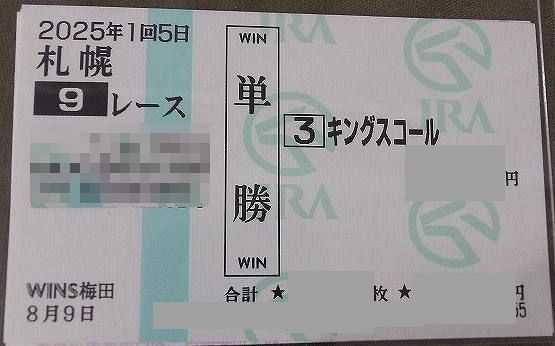 2025年1回5日
札幌
9 レース
WIN
単勝
WIN
3 キングスコール
円
WINS梅田
8月9日
合計 ★ 枚 ★ 円
JRA
JRA